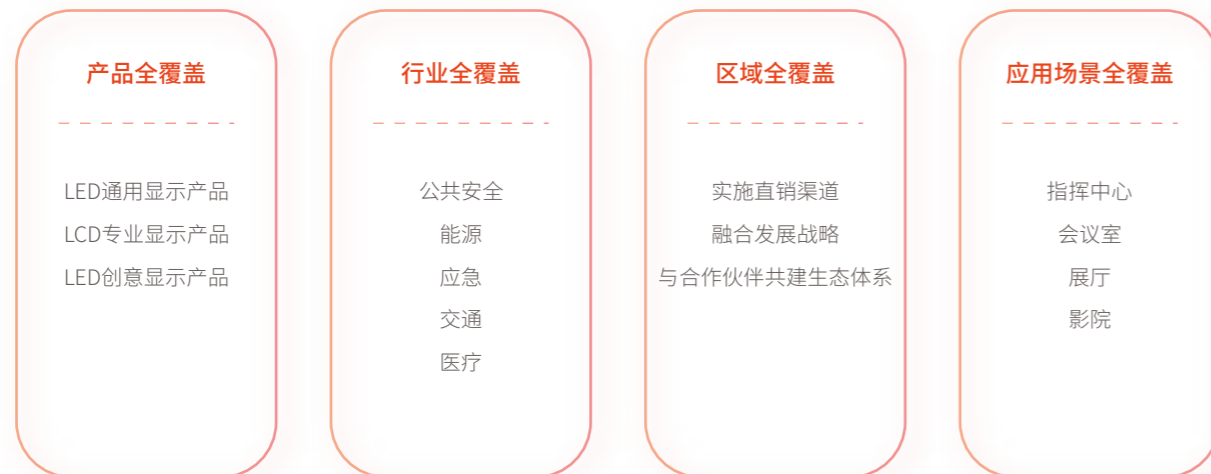 产品全覆盖
LED通用显示产品
LCD专业显示产品
LED创意显示产品
行业全覆盖
公共安全
能源
应急
交通
医疗
区域全覆盖
实施直销渠道
融合发展战略
与合作伙伴共建生态体系
应用场景全覆盖
指挥中心
会议室
展厅
影院